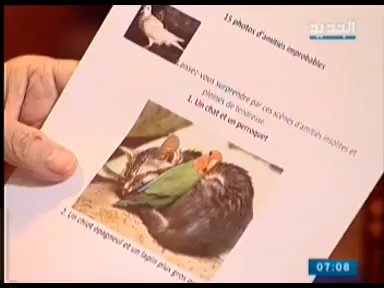 الجديد
15 photos d'amitiés improbables
Laissez-vous surprendre par ces scènes d'amitiés insolites et
pleines de tendresse
1. Un chat et un perroquet
2. Un chiot épagneul et un lapin plus gros
07:08